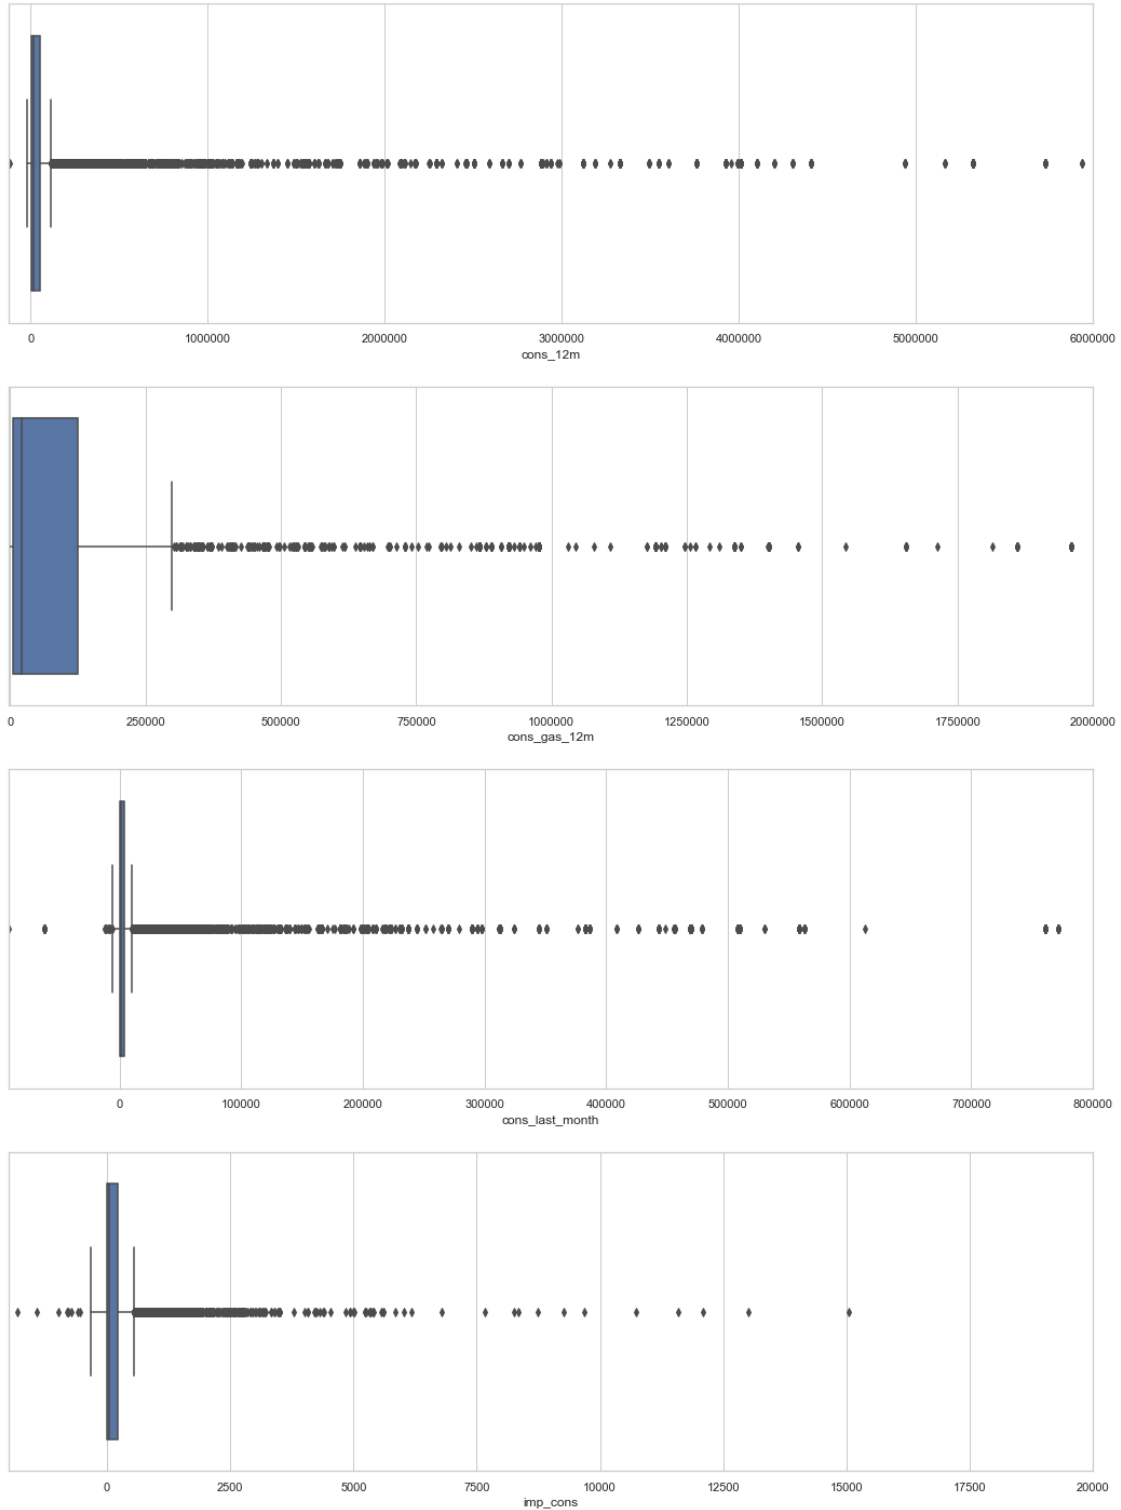 0 1000000 2000000 3000000 4000000 5000000 6000000
cons_12m
0 250000 500000 750000 1000000 1250000 1500000 1750000 2000000
cons_gas_12m
0 100000 200000 300000 400000 500000 600000 700000 800000
cons_last_month
0 2500 5000 7500 10000 12500 15000 17500 20000
imp_cons